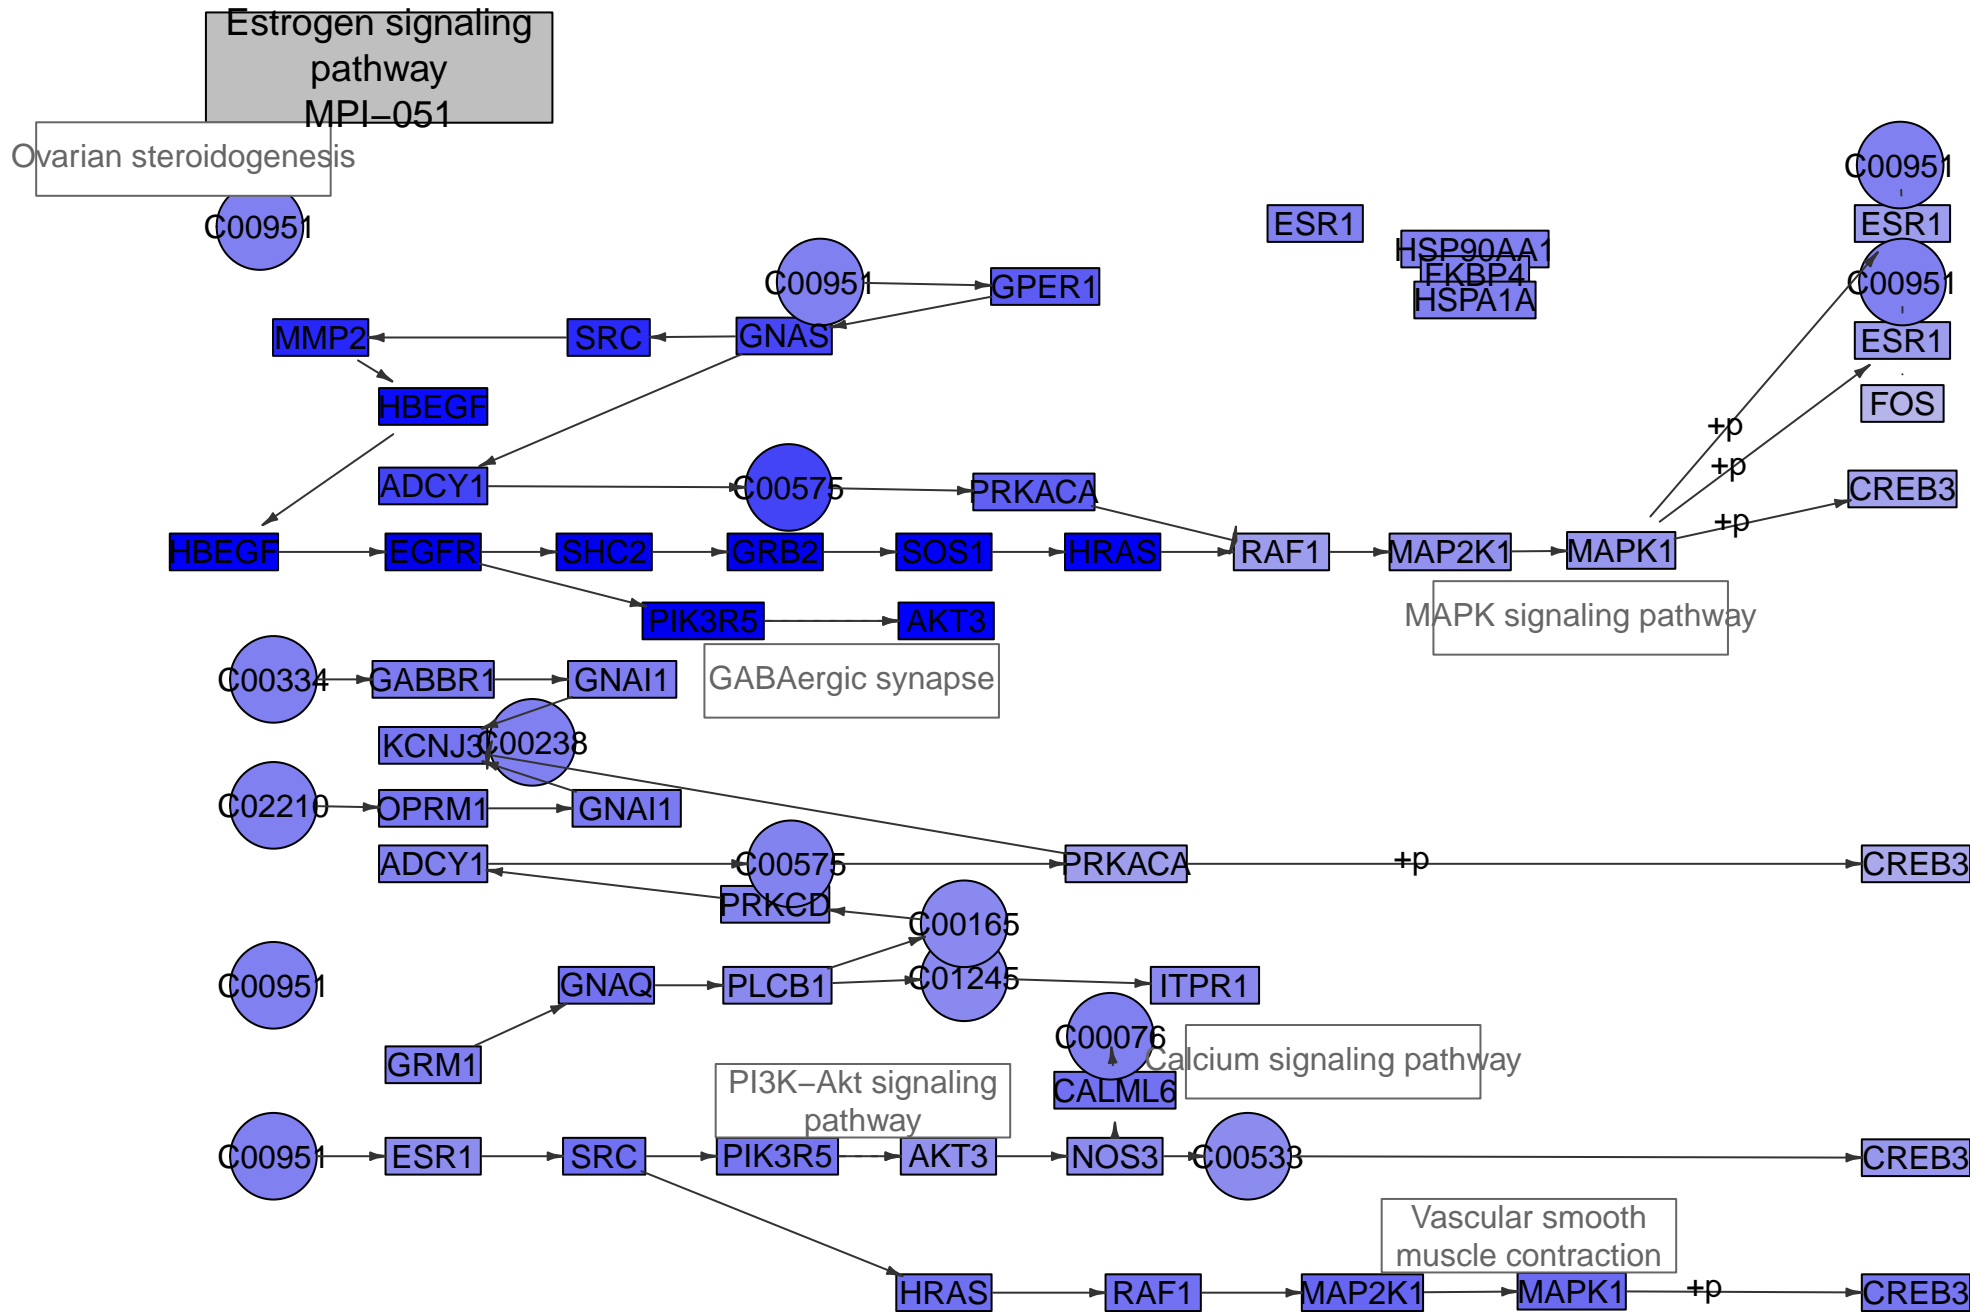 Estrogen signaling
pathway
MPI−051
Ovarian steroidogenesis
C00951
C00951
ESR1
ESR1
C00951
HSP90AA1
FKBP4
HSPA1A
C00951
GPER1
C00951
MMP2
SRC
GNAS
ESR1
HBEGF
FOS
+p
+p
ADCY1
C00575
PRKACA
CREB3
+p
HBEGF
EGFR
SHC2
GRB2
SOS1
HRAS
RAF1
MAP2K1
MAPK1
PIK3R5
AKT3
MAPK signaling pathway
C00334
GABBR1
GNAI1
GABAergic synapse
KCNJ3
C00238
C02210
OPRM1
GNAI1
ADCY1
C00575
PRKACA
+p
CREB3
PRKCD
C00165
C00951
GNAQ
PLCB1
C01245
ITPR1
C00076
GRM1
Calcium signaling pathway
PI3K−Akt signaling
pathway
CALML6
C00951
ESR1
SRC
PIK3R5
AKT3
NOS3
C00533
CREB3
Vascular smooth
muscle contraction
HRAS
RAF1
MAP2K1
MAPK1
+p
CREB3